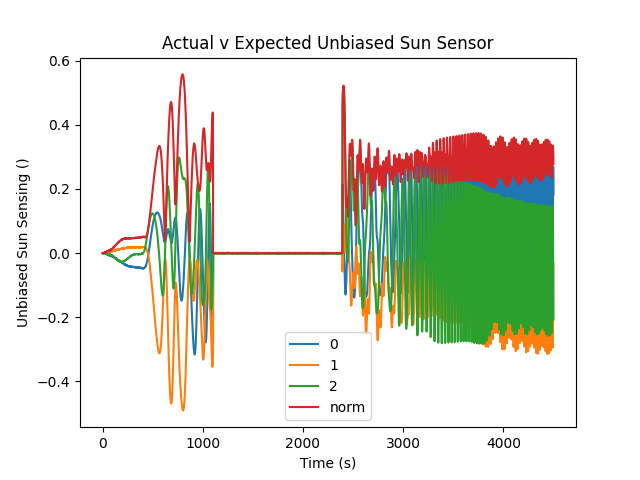 Actual v Expected Unbiased Sun Sensor
Unbiased Sun Sensing ()
0.6
0.4
0.2
0.0
−0.2
−0.4
0
1
2
norm
0 1000 2000 3000 4000
Time (s)